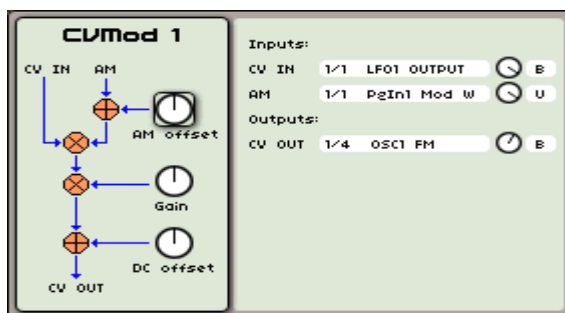 CVMod 1
CV IN AM
AM offset
Gain
DC offset
CV OUT
Inputs:
CV IN 1/1 LFO1 OUTPUT B
AM 1/1 PgIn1 Mod W U
Outputs:
CV OUT 1/4 OSC1 FM B